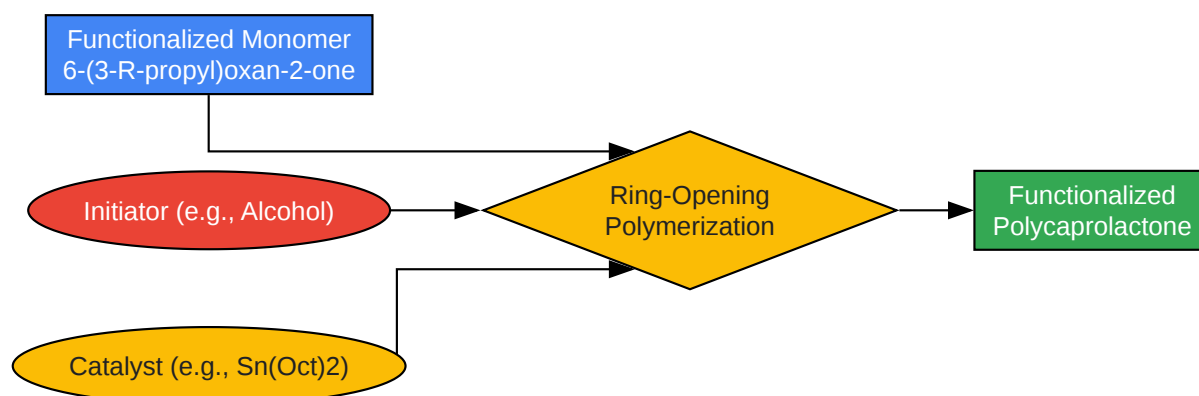 Functionalized Monomer
6-(3-R-propyl)oxan-2-one
Initiator (e.g., Alcohol)
Ring-Opening
Polymerization
Functionalized
Polycaprolactone
Catalyst (e.g., Sn(Oct)2)